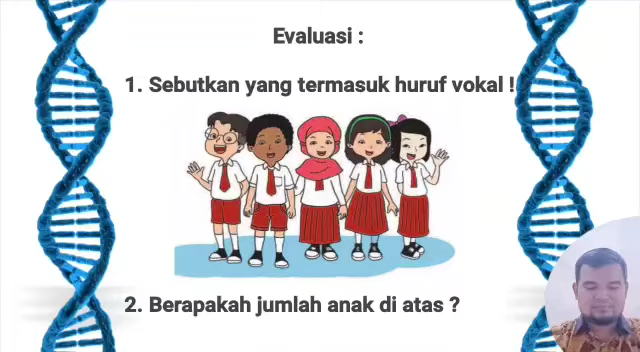 Evaluasi :
1. Sebutkan yang termasuk huruf vokal !
2. Berapakah jumlah anak di atas ?